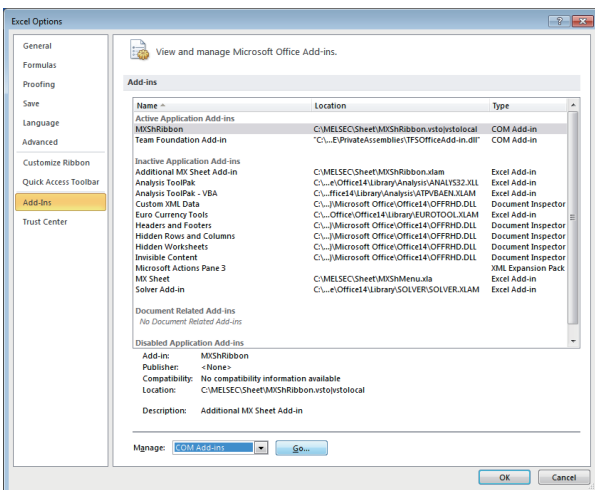 Excel Options
General
Formulas
Proofing
Save
Language
Advanced
Customize Ribbon
Quick Access Toolbar
Add-Ins
Trust Center
View and manage Microsoft Office Add-ins.
Add-ins
Name Location Type
Active Application Add-ins
MXShRibbon C:\MELSEC\Sheet\MXShRibbon.vsto|vstolocal COM Add-in
Team Foundation Add-in "C:\...E\PrivateAssemblies\TFSOfficeAdd-in.dll" COM Add-in
Inactive Application Add-ins
Additional MX Sheet Add-in C:\MELSEC\Sheet\MXShRibbon.xlam Excel Add-in
Analysis ToolPak C:\...e\Office14\Library\Analysis\ANALYS32.XLL Excel Add-in
Analysis ToolPak - VBA C:\...ffice14\Library\Analysis\ATPVBAEN.XLAM Excel Add-in
Custom XML Data C:\...)\Microsoft Office\Office14\OFFRHD.DLL Document Inspector
Euro Currency Tools C:\...Office\Office14\Library\EUROTOOL.XLAM Excel Add-in
Headers and Footers C:\...)\Microsoft Office\Office14\OFFRHD.DLL Document Inspector
Hidden Rows and Columns C:\...)\Microsoft Office\Office14\OFFRHD.DLL Document Inspector
Hidden Worksheets C:\...)\Microsoft Office\Office14\OFFRHD.DLL Document Inspector
Invisible Content C:\...)\Microsoft Office\Office14\OFFRHD.DLL Document Inspector
Microsoft Actions Pane 3 XML Expansion Pack
MX Sheet C:\MELSEC\Sheet\MXShMenu.xla Excel Add-in
Solver Add-in C:\...e\Office14\Library\SOLVER\SOLVER.XLAM Excel Add-in
Document Related Add-ins
No Document Related Add-ins
Disabled Application Add-ins
Add-in: MXShRibbon
Publisher: <None>
Compatibility: No compatibility information available
Location: C:\MELSEC\Sheet\MXShRibbon.vsto|vstolocal
Description: Additional MX Sheet Add-in
Manage: COM Add-ins Go...
OK Cancel